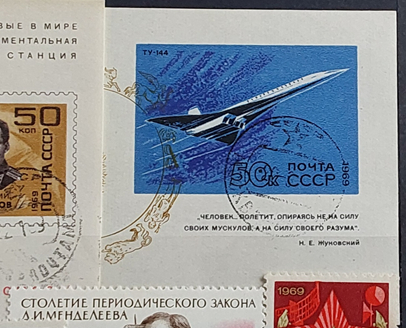 ВЫЕ В МИРЕ
МЕНТАЛЬНАЯ
СТАНЦИЯ
50
КОП
ПОЧТА СССР
1969
ТУ-144
50к ПОЧТА
СССР
1969
„ЧЕЛОВЕК... ПОЛЕТИТ, ОПИРАЯСЬ НЕ НА СИЛУ
СВОИХ МУСКУЛОВ, А НА СИЛУ СВОЕГО РАЗУМА".
Н. Е. Жуковский
СТОЛЕТИЕ ПЕРИОДИЧЕСКОГО ЗАКОНА
Д.И.МЕНДЕЛЕЕВА
1969